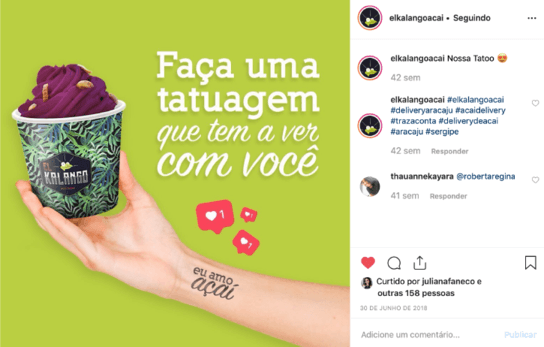 Faça uma
tatuagem
que tem a ver
com você
KALANGO
1
eu amo
açaí
elkalangoacai • Seguindo
elkalangoacai Nossa Tatoo 😍
42 sem
elkalangoacai #elkalangoacai
#deliveryaracaju #acaidelivery
#trazaconta #deliverydeacai
#aracaju #sergipe
42 sem Responder
thauannekayara @robertaregina
41 sem Responder
Curtido por julianafaneco e
outras 158 pessoas
30 DE JUNHO DE 2018
Adicione um comentário... Publicar